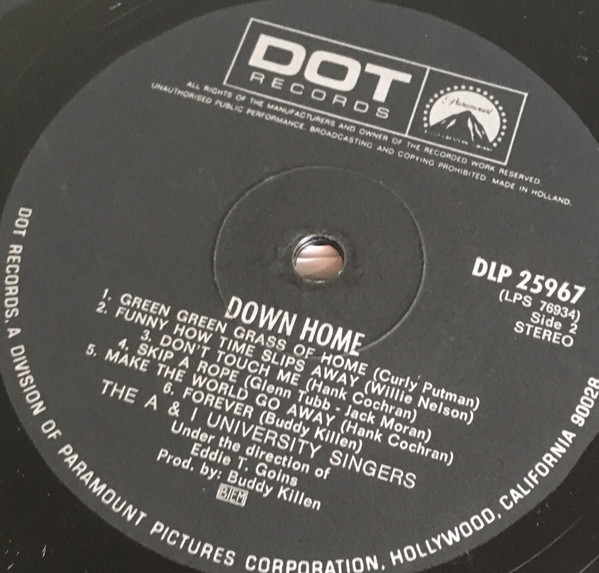 DOT
RECORDS
Paramount
ALL RIGHTS OF THE MANUFACTURERS AND OWNER OF THE RECORDED WORK RESERVED.
UNAUTHORISED PUBLIC PERFORMANCE, BROADCASTING AND COPYING PROHIBITED. MADE IN HOLLAND.
DLP 25967
(LPS 76934)
Side 2
STEREO
DOWN HOME
1. GREEN GREEN GRASS OF HOME (Curly Putman)
2. FUNNY HOW TIME SLIPS AWAY (Willie Nelson)
3. DON'T TOUCH ME (Hank Cochran)
4. SKIP A ROPE (Glenn Tubb - Jack Moran)
5. MAKE THE WORLD GO AWAY (Hank Cochran)
6. FOREVER (Buddy Killen)
THE A & I UNIVERSITY SINGERS
Under the direction of
Eddie T. Goins
Prod. by: Buddy Killen
BIEM
DOT RECORDS, A DIVISION OF PARAMOUNT PICTURES CORPORATION, HOLLYWOOD, CALIFORNIA 90028